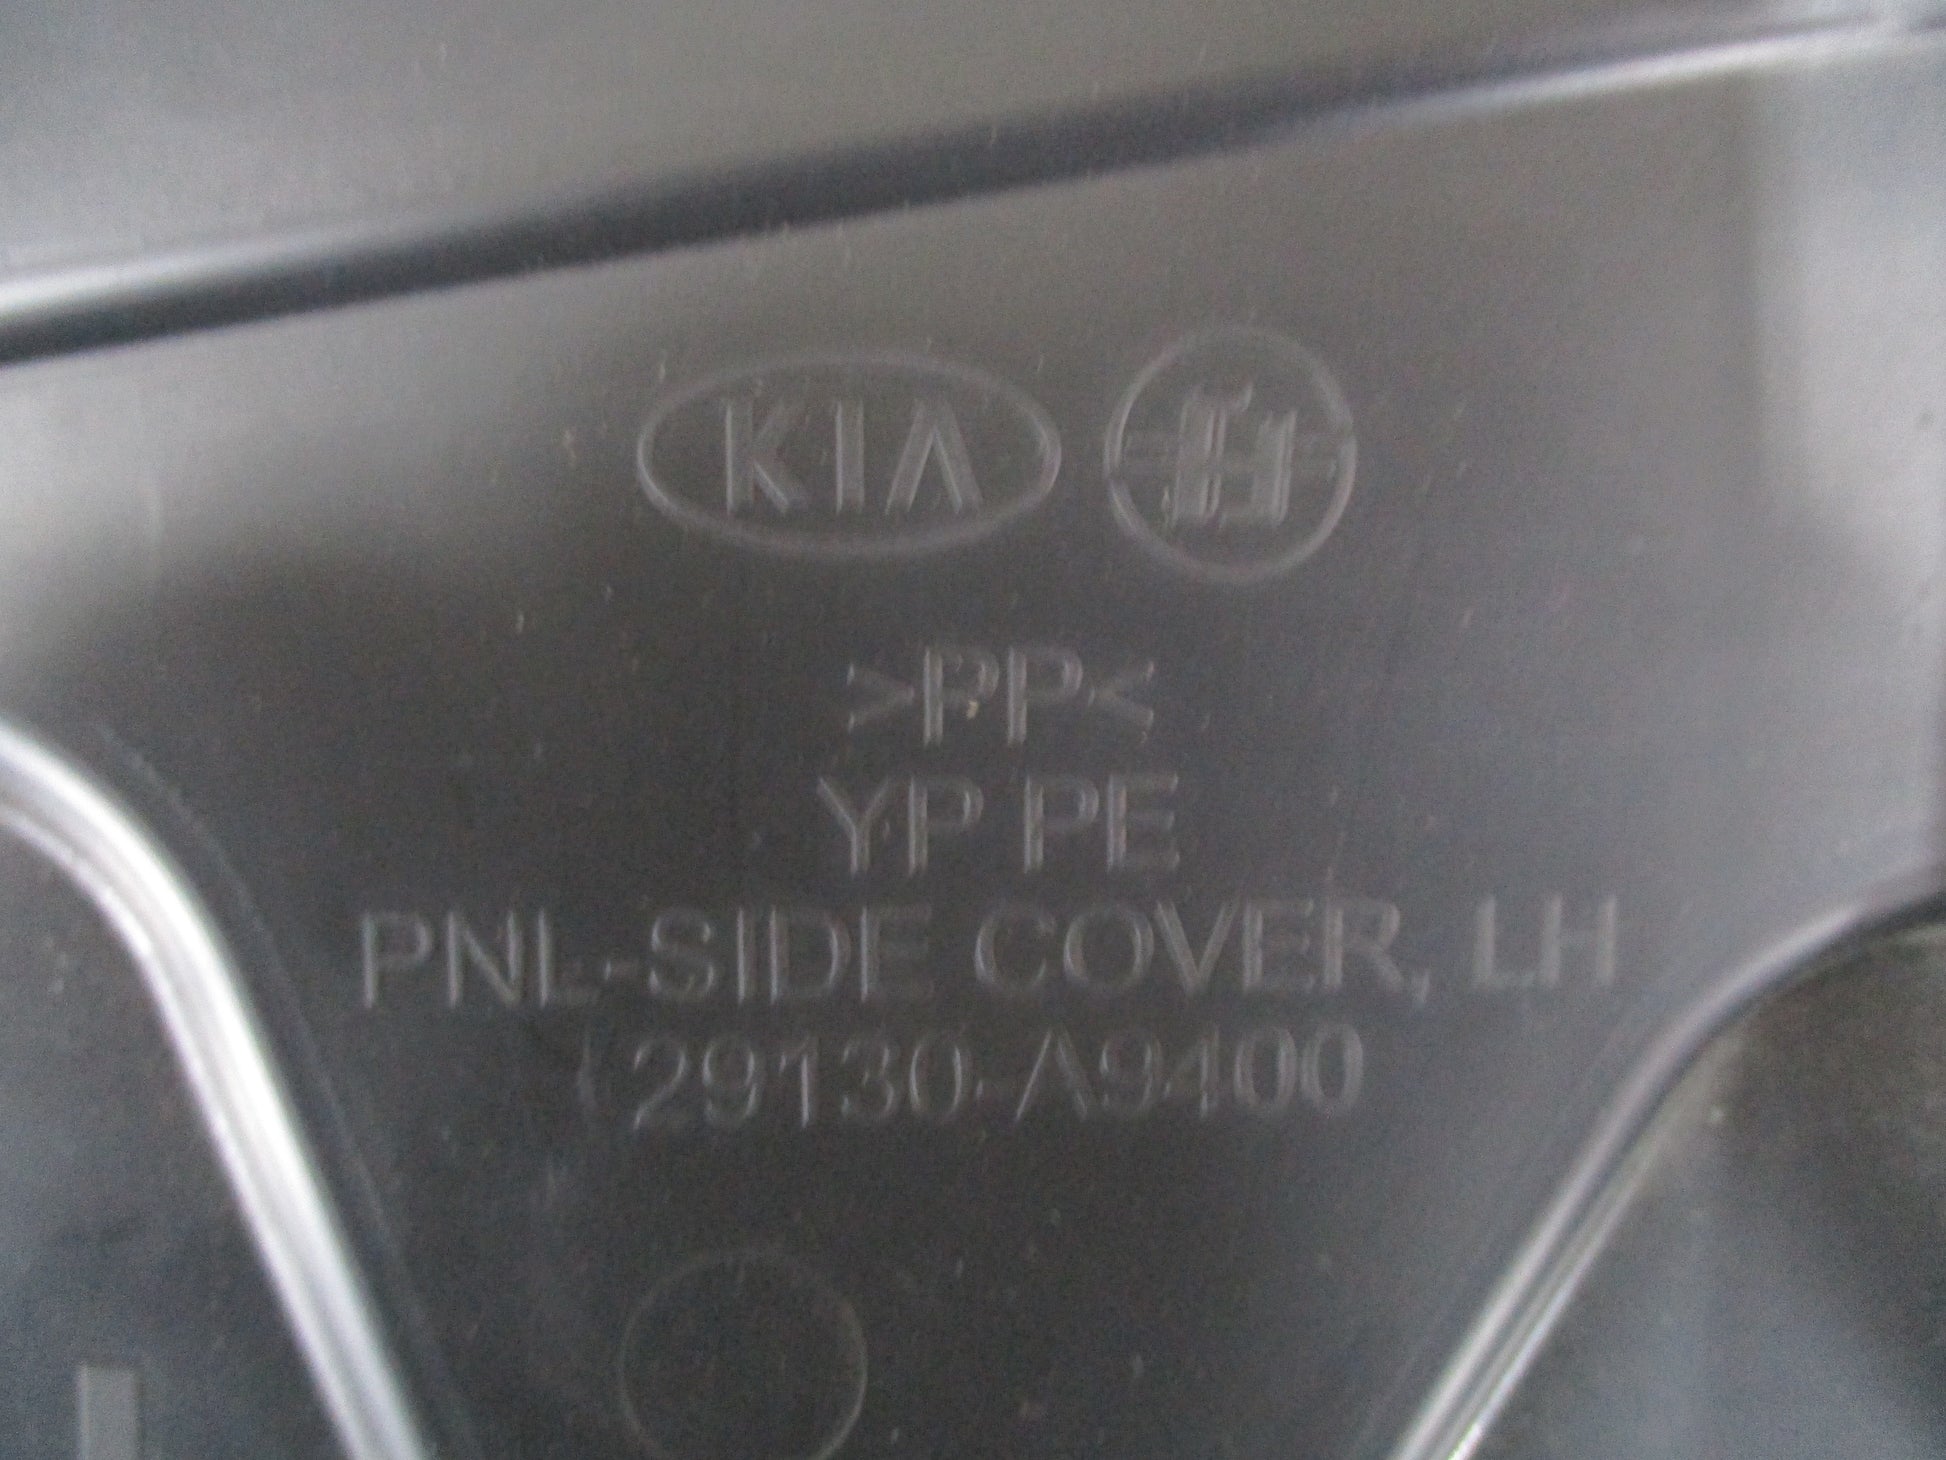 KIA
>PP<
YP PE
PNL-SIDE COVER, LH
29130-A9400